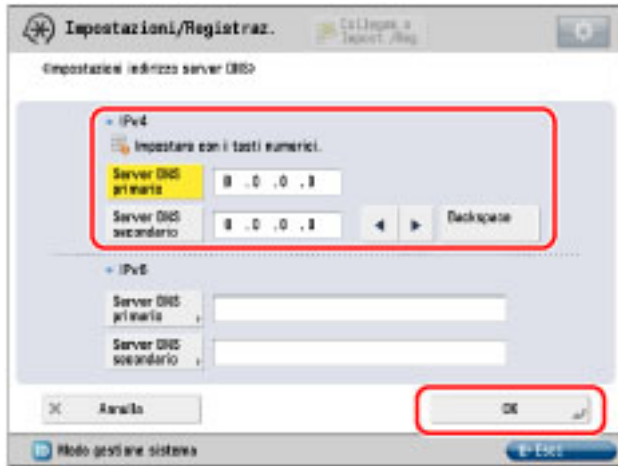 Impostazioni/Registraz.
Collegam. a
Impost./Reg
<Impostazioni indirizzo server DNS>
IPv4
Impostare con i tasti numerici.
Server DNS
primario
0 .0 .0 .0
Server DNS
secondario
0 .0 .0 .0
◀ ▶ Backspace
IPv6
Server DNS
primario
Server DNS
secondario
Annulla
OK
Modo gestione sistema
Esci